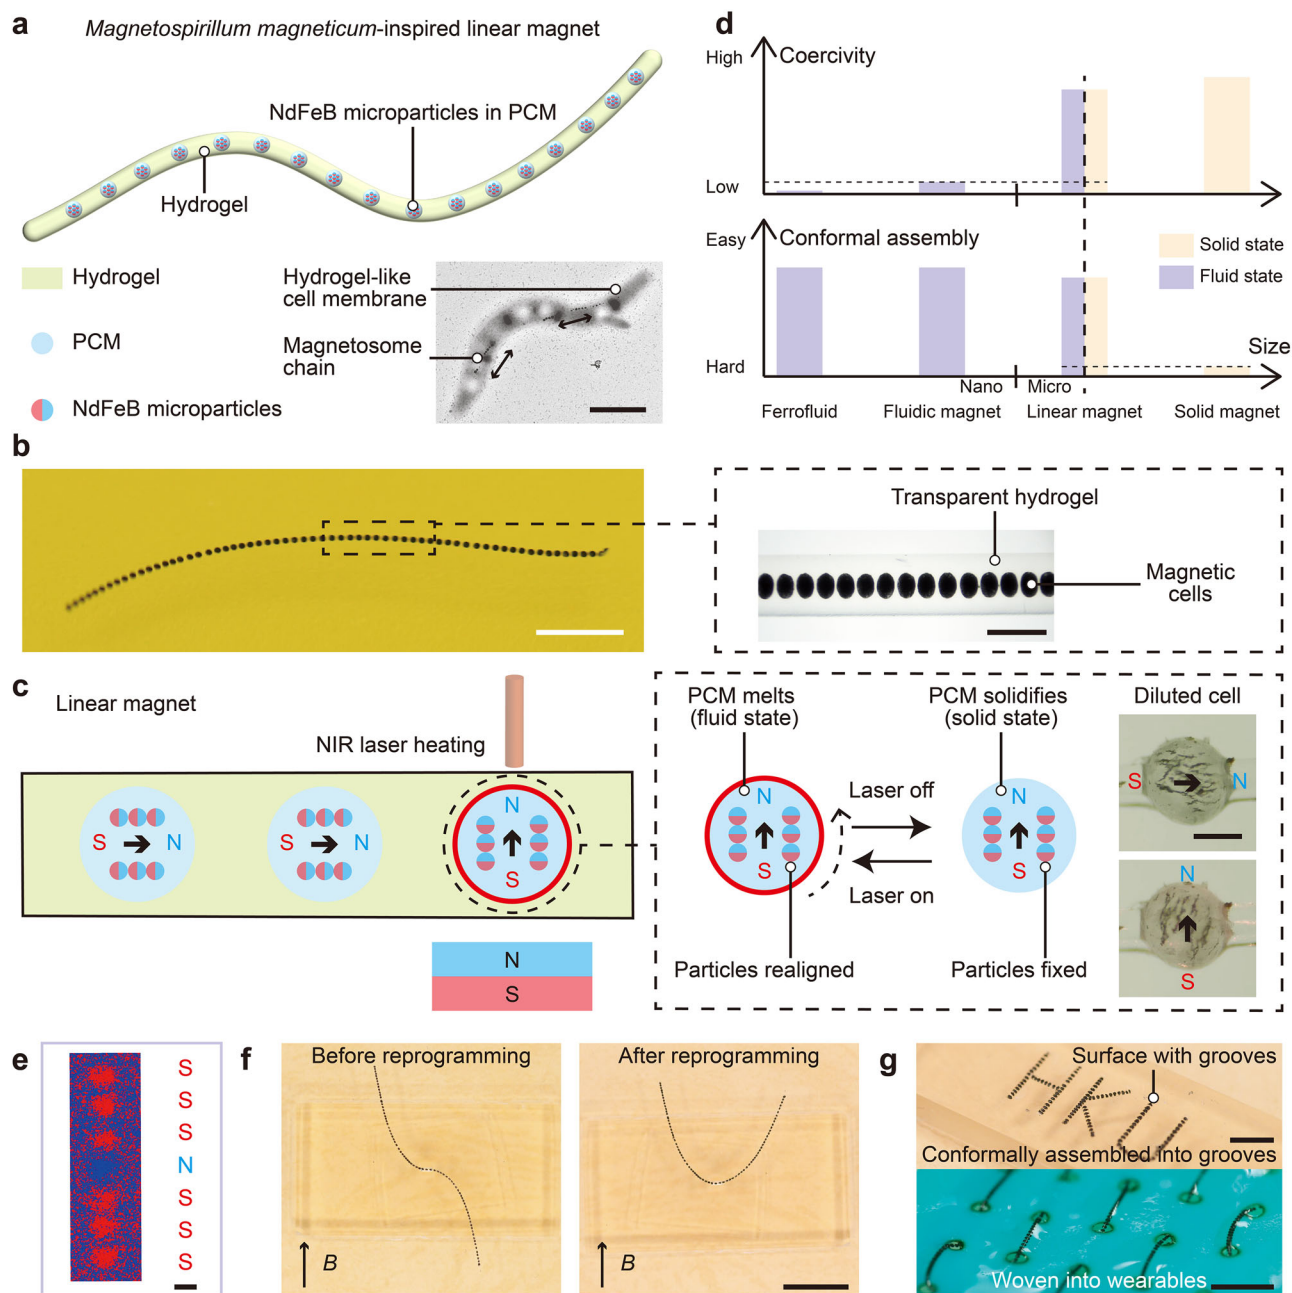 a
Magnetospirillum magneticum-inspired linear magnet
NdFeB microparticles in PCM
Hydrogel
Hydrogel
PCM
NdFeB microparticles
Hydrogel-like
cell membrane
Magnetosome
chain
d
High
Coercivity
Low
Easy
Conformal assembly
Solid state
Fluid state
Hard
Size
Nano
Micro
Ferrofluid
Fluidic magnet
Linear magnet
Solid magnet
b
Transparent hydrogel
Magnetic
cells
c
Linear magnet
NIR laser heating
S
N
S
N
N
S
N
S
PCM melts
(fluid state)
N
S
Laser off
Laser on
Particles realigned
PCM solidifies
(solid state)
N
S
Particles fixed
Diluted cell
S
N
N
S
e
S
S
S
N
S
S
S
f
Before reprogramming
B
After reprogramming
B
g
Surface with grooves
HKU
Conformally assembled into grooves
Woven into wearables